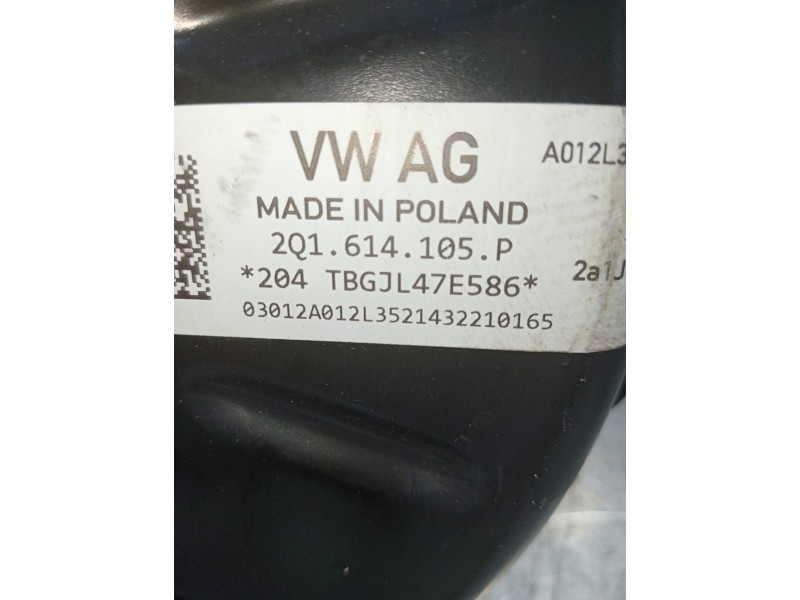 VW AG
A012L3
MADE IN POLAND
2Q1.614.105.P
*204 TBGJL47E586*
2a1J
03012A012L3521432210165